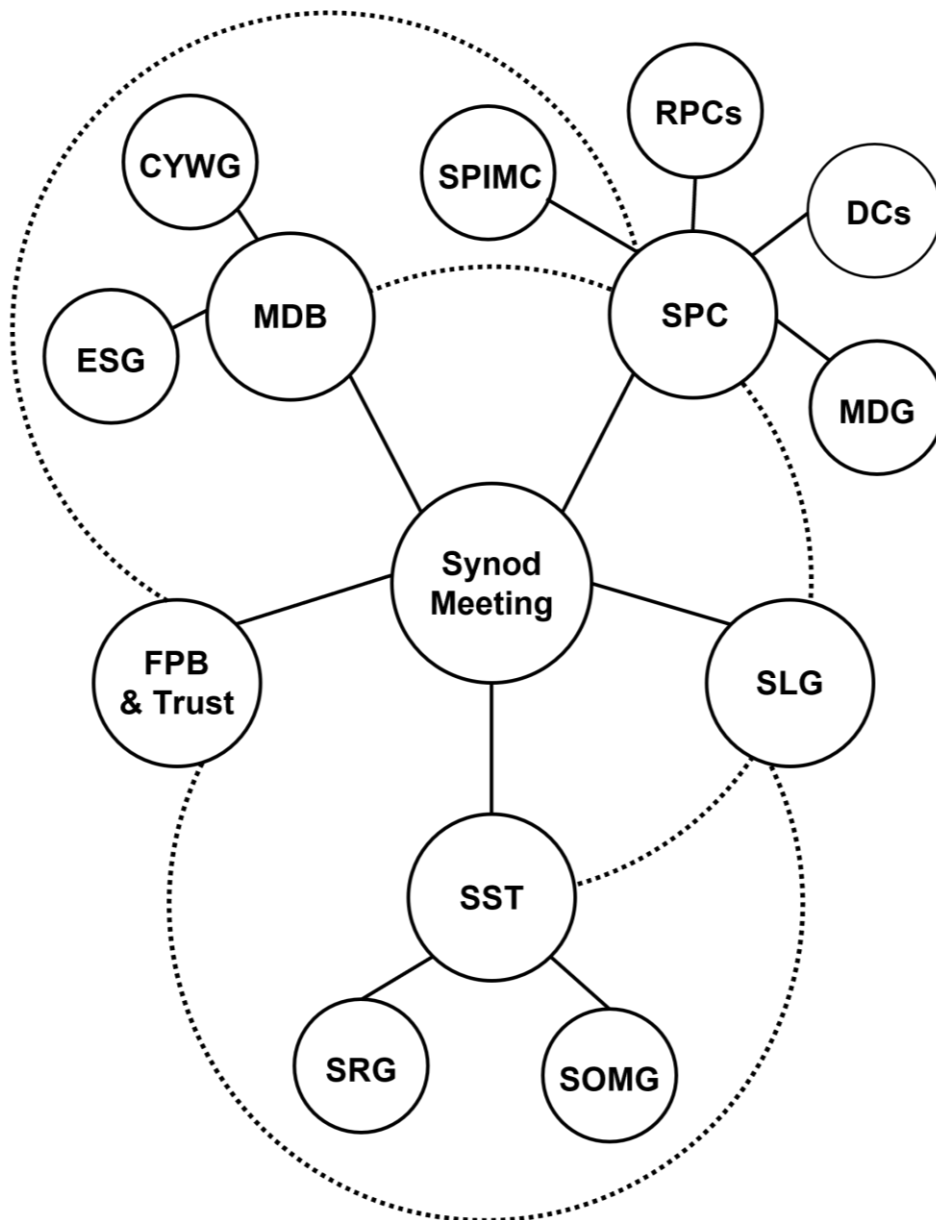 RPCs
CYWG
SPIMC
DCs
MDB
SPC
ESG
MDG
Synod
Meeting
FPB
& Trust
SLG
SST
SRG
SOMG